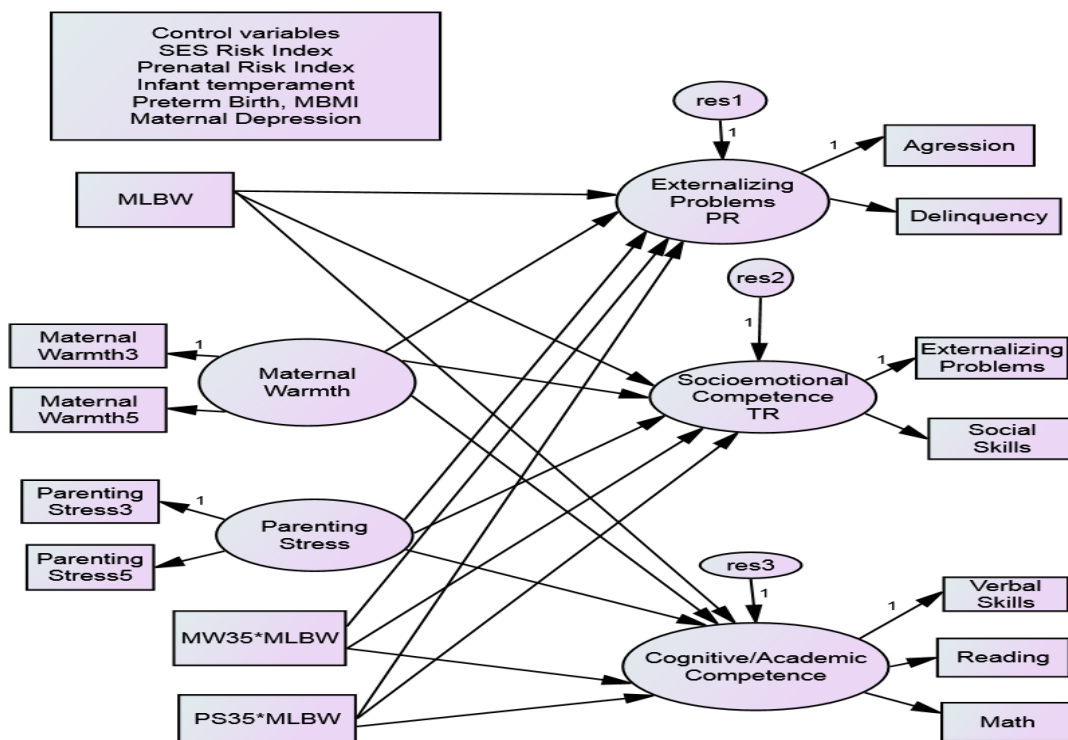 Control variables
SES Risk Index
Prenatal Risk Index
Infant temperament
Preterm Birth, MBMI
Maternal Depression
res1
1
1
Agression
MLBW
Externalizing
Problems
PR
Delinquency
res2
1
Maternal
Warmth3
1
Maternal
Warmth5
Maternal
Warmth
Socioemotional
Competence
TR
1
Externalizing
Problems
Social
Skills
Parenting
Stress3
1
Parenting
Stress5
Parenting
Stress
res3
1
1
Verbal
Skills
MW35*MLBW
Cognitive/Academic
Competence
Reading
PS35*MLBW
Math